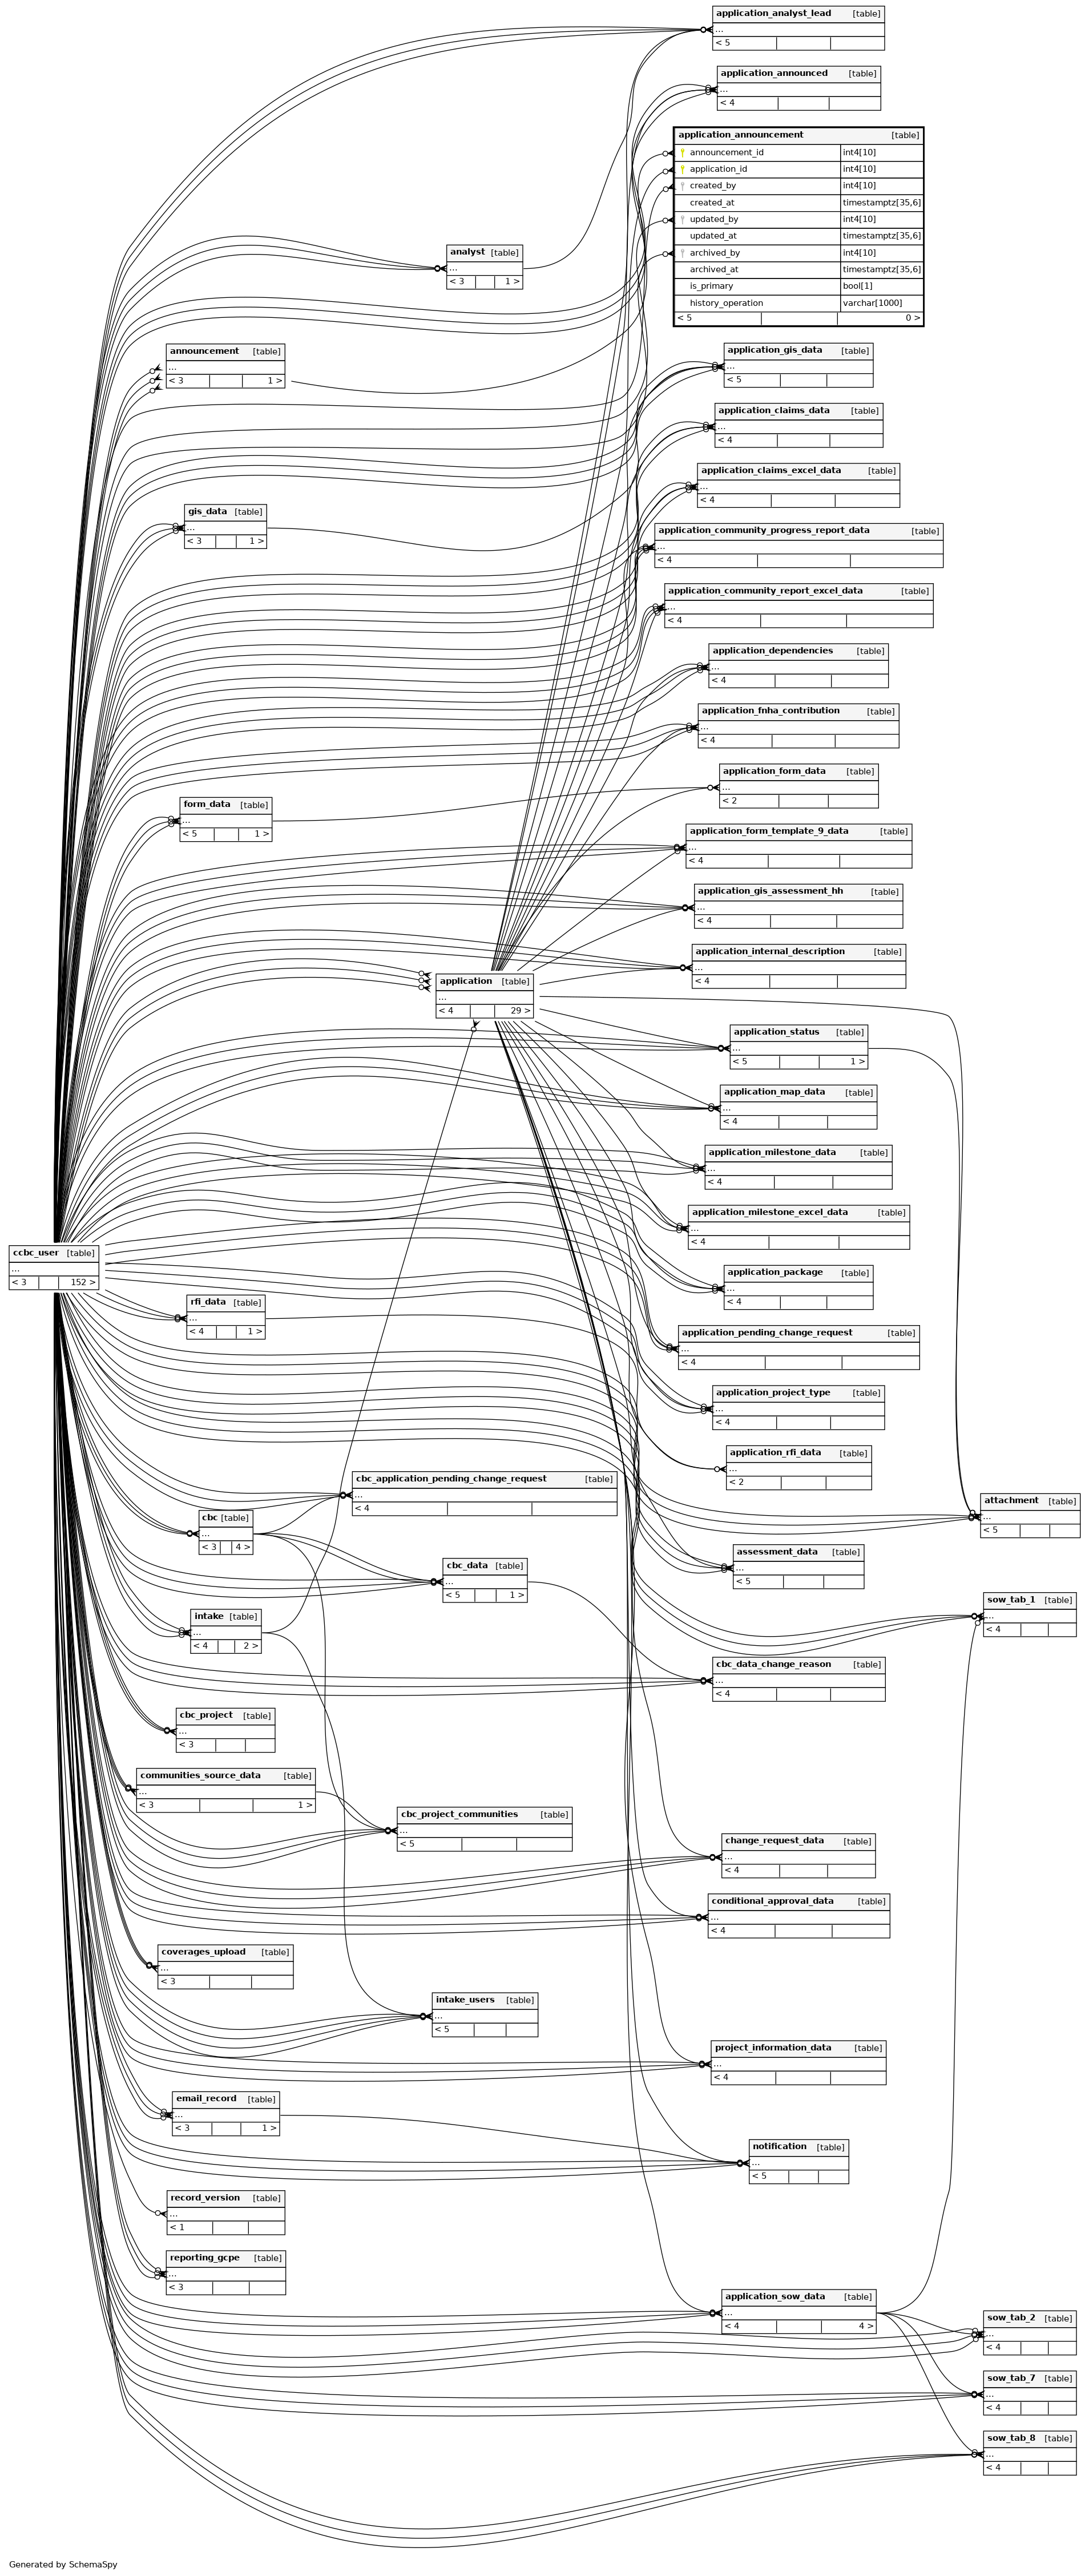 application_analyst_lead [table]
...
< 5
application_announced [table]
...
< 4
application_announcement [table]
announcement_id int4[10]
application_id int4[10]
created_by int4[10]
created_at timestamptz[35,6]
updated_by int4[10]
updated_at timestamptz[35,6]
archived_by int4[10]
archived_at timestamptz[35,6]
is_primary bool[1]
history_operation varchar[1000]
< 5 0 >
analyst [table]
...
< 3 1 >
announcement [table]
...
< 3 1 >
application_gis_data [table]
...
< 5
application_claims_data [table]
...
< 4
application_claims_excel_data [table]
...
< 4
gis_data [table]
...
< 3 1 >
application_community_progress_report_data [table]
...
< 4
application_community_report_excel_data [table]
...
< 4
application_dependencies [table]
...
< 4
application_fnha_contribution [table]
...
< 4
application_form_data [table]
...
< 2
form_data [table]
...
< 5 1 >
application_form_template_9_data [table]
...
< 4
application_gis_assessment_hh [table]
...
< 4
application_internal_description [table]
...
< 4
application [table]
...
< 4 29 >
application_status [table]
...
< 5 1 >
application_map_data [table]
...
< 4
application_milestone_data [table]
...
< 4
application_milestone_excel_data [table]
...
< 4
ccbc_user [table]
...
< 3 152 >
application_package [table]
...
< 4
rfi_data [table]
...
< 4 1 >
application_pending_change_request [table]
...
< 4
application_project_type [table]
...
< 4
application_rfi_data [table]
...
< 2
cbc_application_pending_change_request [table]
...
< 4
attachment [table]
...
< 5
cbc [table]
...
< 3 4 >
assessment_data [table]
...
< 5
cbc_data [table]
...
< 5 1 >
sow_tab_1 [table]
...
< 4
intake [table]
...
< 4 2 >
cbc_data_change_reason [table]
...
< 4
cbc_project [table]
...
< 3
communities_source_data [table]
...
< 3 1 >
cbc_project_communities [table]
...
< 5
change_request_data [table]
...
< 4
conditional_approval_data [table]
...
< 4
coverages_upload [table]
...
< 3
intake_users [table]
...
< 5
project_information_data [table]
...
< 4
email_record [table]
...
< 3 1 >
notification [table]
...
< 5
record_version [table]
...
< 1
reporting_gcpe [table]
...
< 3
application_sow_data [table]
...
< 4 4 >
sow_tab_2 [table]
...
< 4
sow_tab_7 [table]
...
< 4
sow_tab_8 [table]
...
< 4
Generated by SchemaSpy